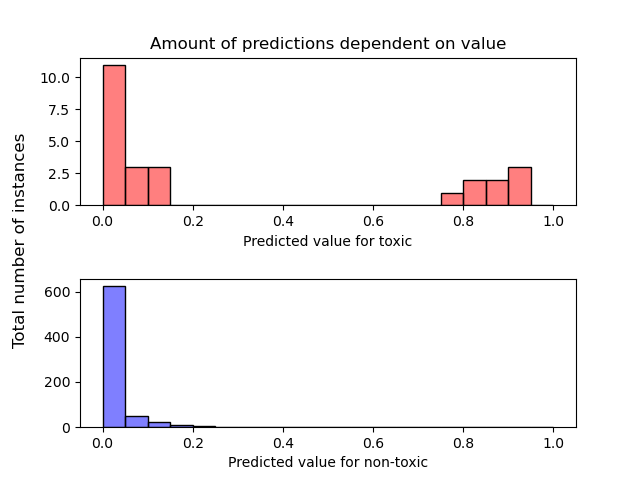 Amount of predictions dependent on value
Total number of instances
10.0
7.5
5.0
2.5
0.0
0.0 0.2 0.4 0.6 0.8 1.0
Predicted value for toxic
600
400
200
0
0.0 0.2 0.4 0.6 0.8 1.0
Predicted value for non-toxic